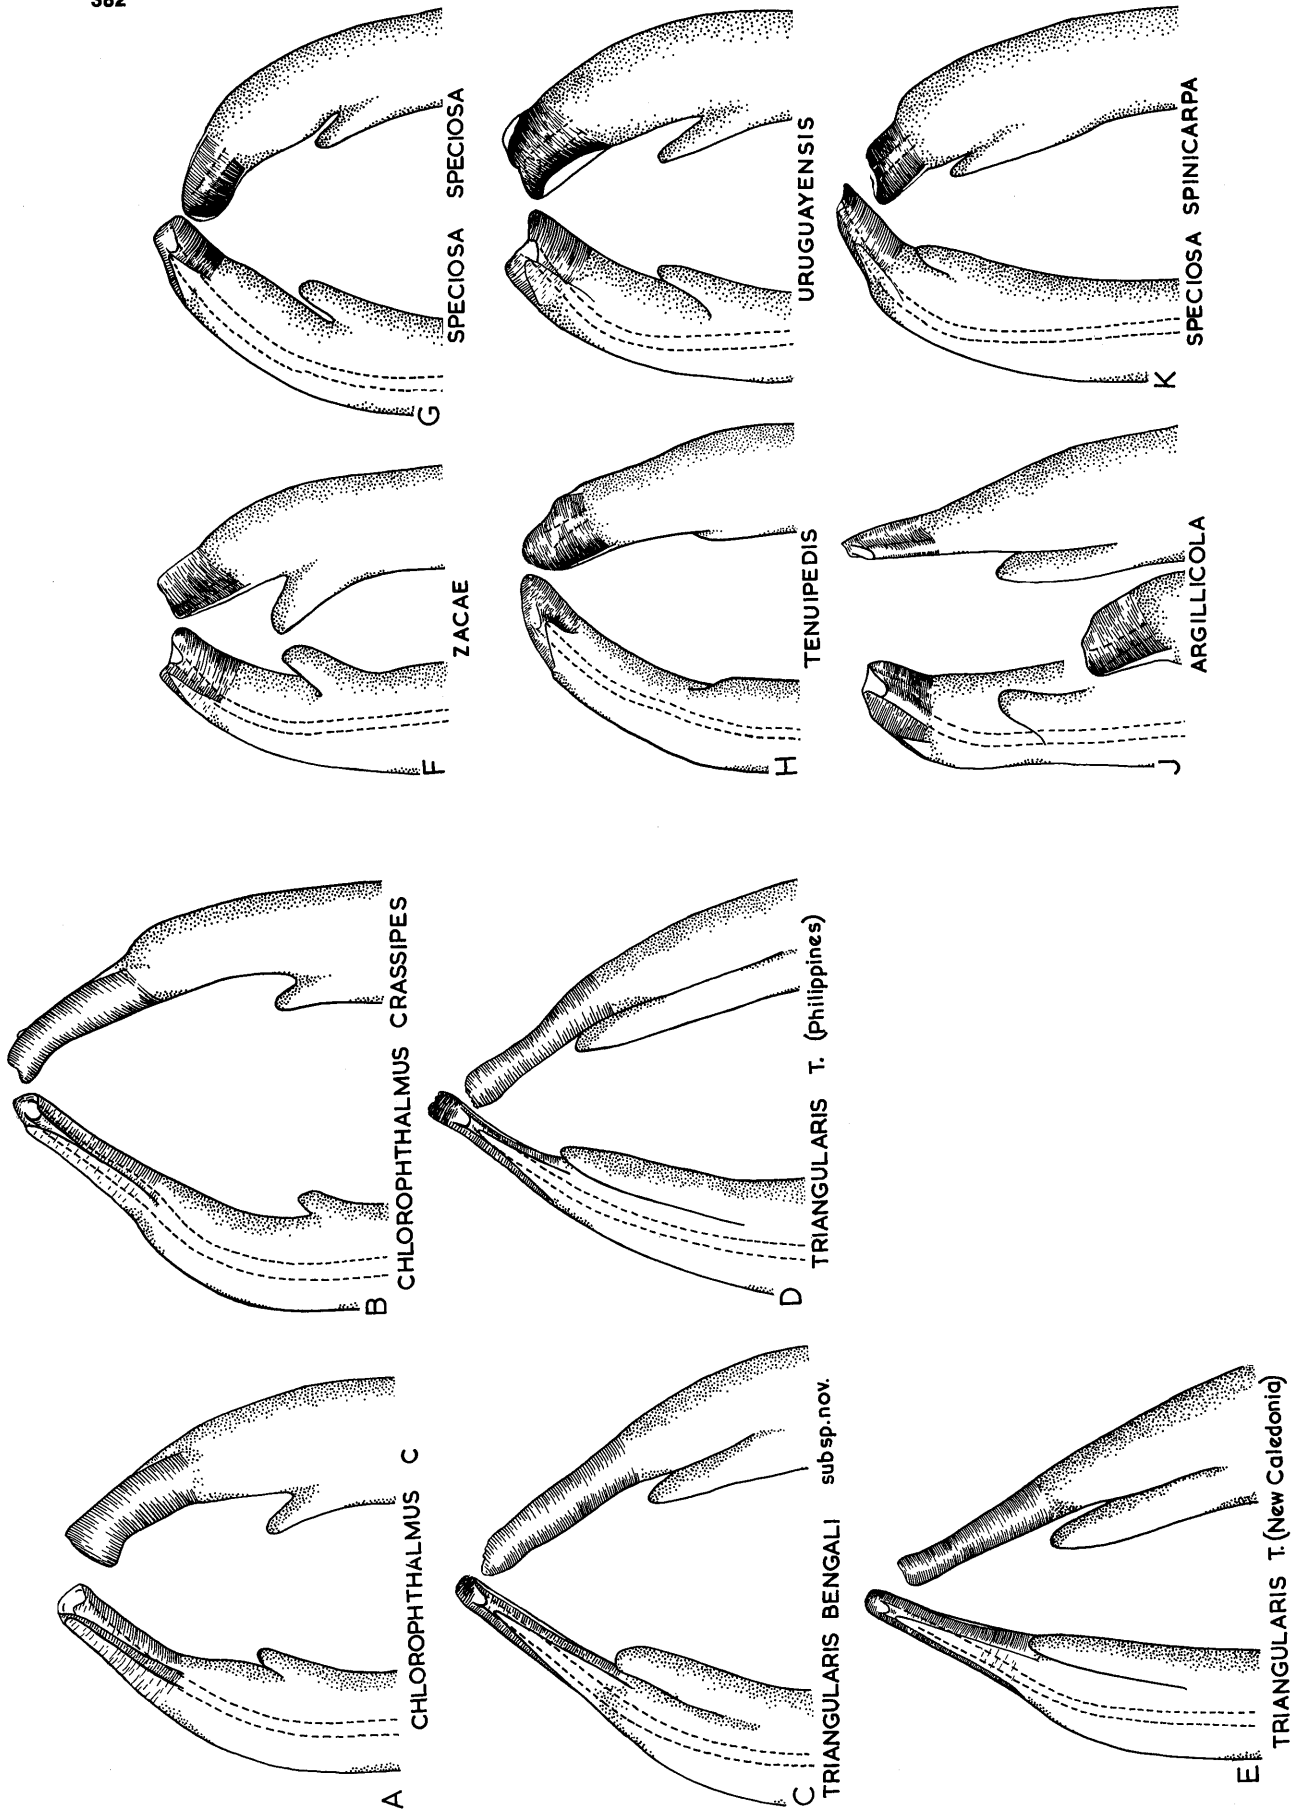 382
A
CHLOROPHTHALMUS C
B
CHLOROPHTHALMUS CRASSIPES
C
TRIANGULARIS BENGALI subsp.nov.
D
TRIANGULARIS T. (Philippines)
E
TRIANGULARIS T. (New Caledonia)
F
ZACAE
G
SPECIOSA SPECIOSA
H
TENUIPEDIS
URUGUAYENSIS
J
ARGILLICOLA
K
SPECIOSA SPINICARPA